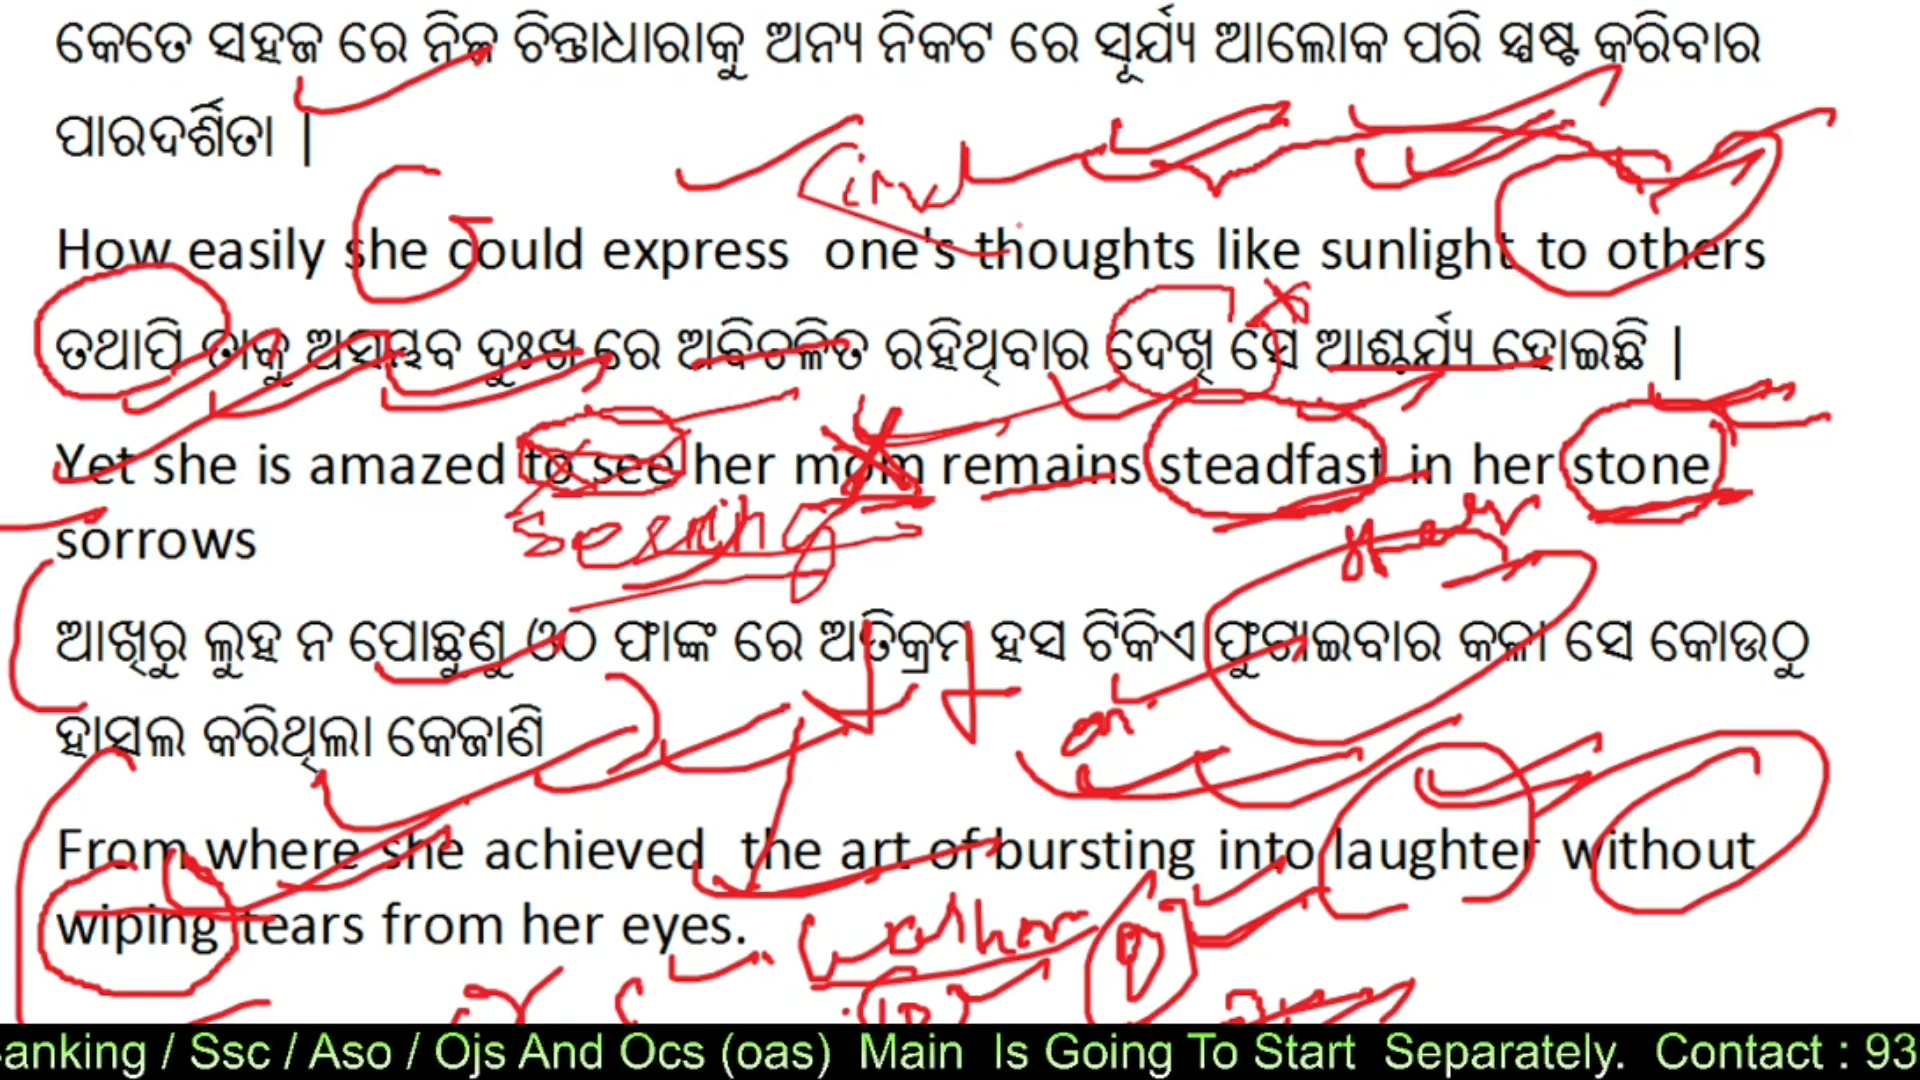 କେତେ ସହଜ ରେ ନିଜ ଚିନ୍ତାଧାରାକୁ ଅନ୍ୟ ନିକଟ ରେ ସୂର୍ଯ୍ୟ ଆଲୋକ ପରି ସ୍ପଷ୍ଟ କରିବାର
ପାରଦର୍ଶିତା |
How easily she could express one's thoughts like sunlight to others
ତଥାପି ତାକୁ ଅସମ୍ଭବ ଦୁଃଖ ରେ ଅବିଚଳିତ ରହିଥିବାର ଦେଖି ସେ ଆଶ୍ଚର୍ଯ୍ୟ ହୋଇଛି |
Yet she is amazed to see her mom remains steadfast in her stone
sorrows
ଆଖିରୁ ଲୁହ ନ ପୋଛୁଣୁ ଓଠ ଫାଙ୍କ ରେ ଅତିକ୍ରମ ହସ ଟିକିଏ ଫୁଟାଇବାର କଳା ସେ କୋଉଠୁ
ହାସଲ କରିଥିଲା କେଜାଣି
From where she achieved the art of bursting into laughter without
wiping tears from her eyes.
anking / Ssc / Aso / Ojs And Ocs (oas) Main Is Going To Start Separately. Contact : 93